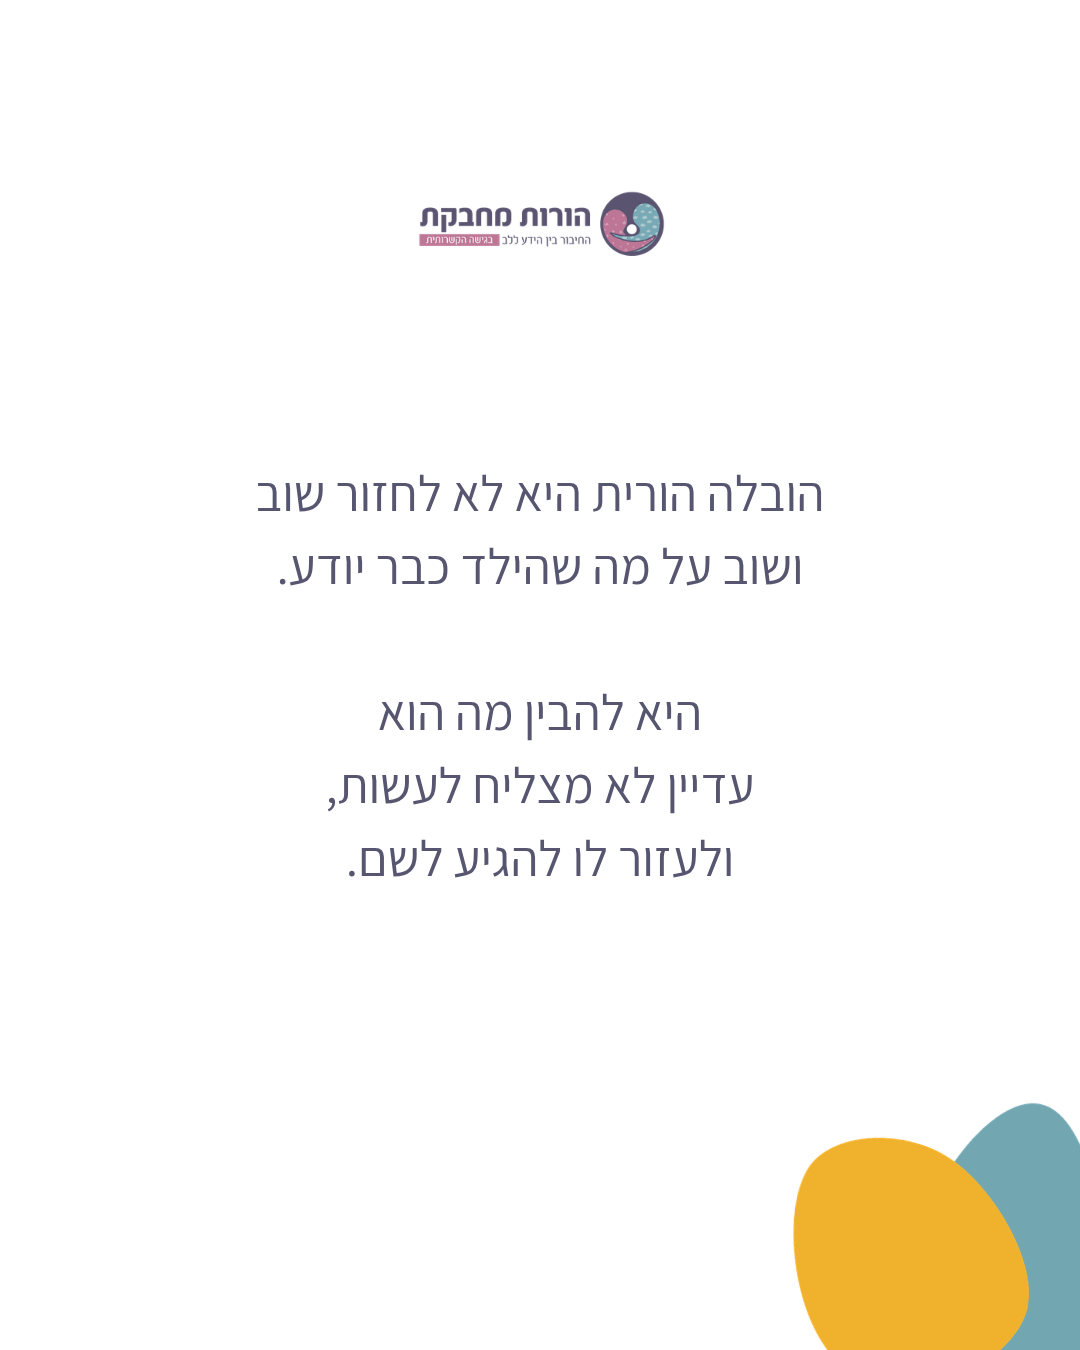 הורות מחבקת
החיבור בין הידע ללב בגישה הקשרותית
הובלה הורית היא לא לחזור שוב
ושוב על מה שהילד כבר יודע.
היא להבין מה הוא
עדיין לא מצליח לעשות,
ולעזור לו להגיע לשם.